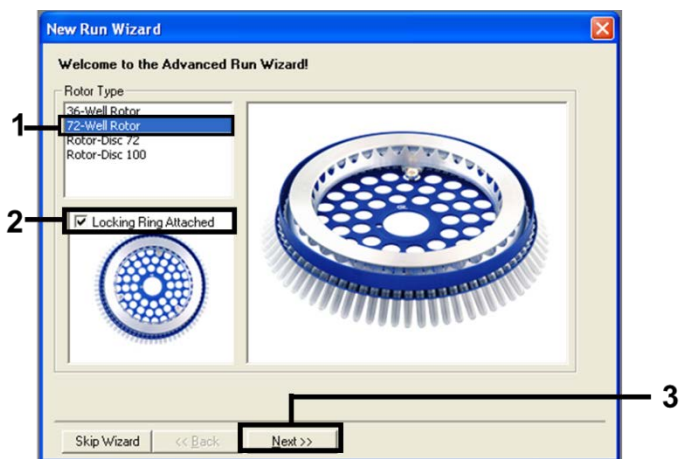 New Run Wizard
Welcome to the Advanced Run Wizard!
Rotor Type
36-Well Rotor
1
72-Well Rotor
Rotor-Disc 72
Rotor-Disc 100
2
Locking Ring Attached
3
Skip Wizard
<< Back
Next >>